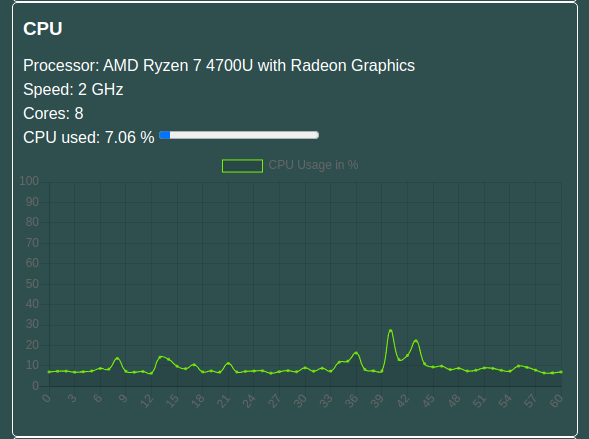 CPU
Processor: AMD Ryzen 7 4700U with Radeon Graphics
Speed: 2 GHz
Cores: 8
CPU used: 7.06 %
CPU Usage in %
100
90
80
70
60
50
40
30
20
10
0
0 3 6 9 12 15 18 21 24 27 30 33 36 39 42 45 48 51 54 57 60